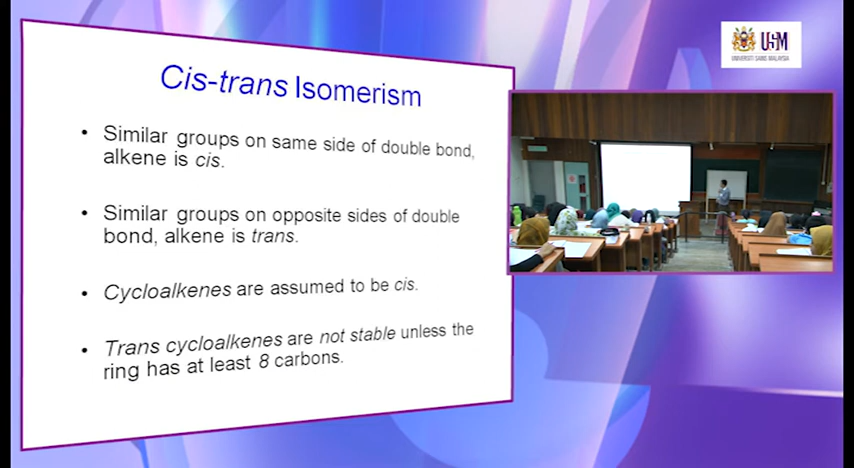 Cis-trans Isomerism
• Similar groups on same side of double bond,
alkene is cis.
• Similar groups on opposite sides of double
bond, alkene is trans.
• Cycloalkenes are assumed to be cis.
• Trans cycloalkenes are not stable unless the
ring has at least 8 carbons.
USM
UNIVERSITI SAINS MALAYSIA